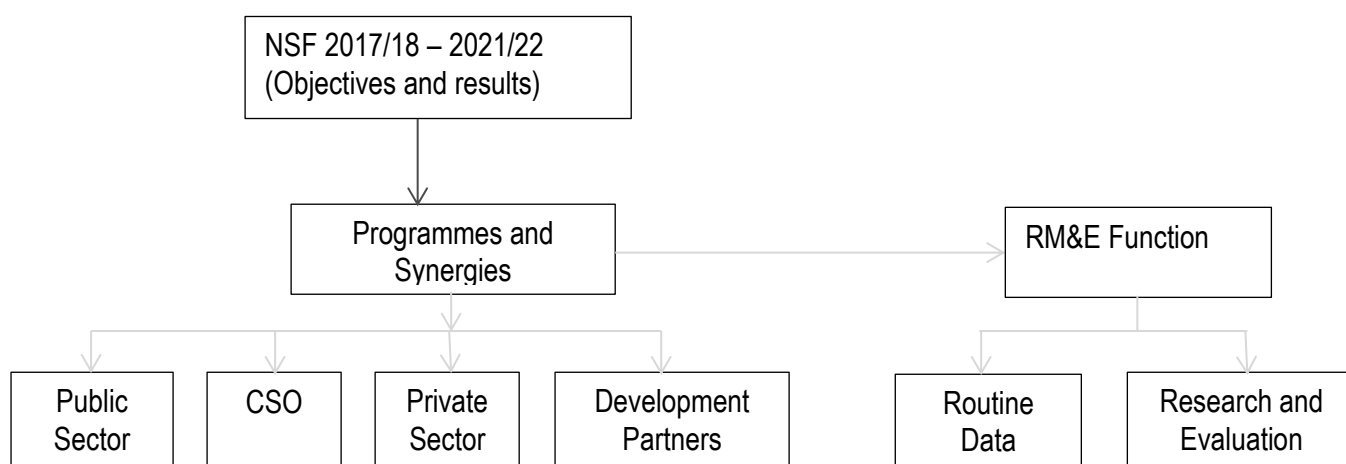 NSF 2017/18 – 2021/22
(Objectives and results)
Programmes and
Synergies
RM&E Function
Public
Sector
CSO
Private
Sector
Development
Partners
Routine
Data
Research and
Evaluation